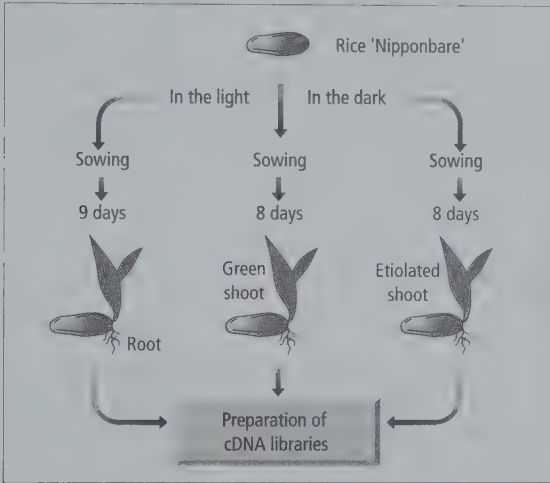 Rice 'Nipponbare'
In the light
In the dark
Sowing
Sowing
Sowing
9 days
8 days
8 days
Green
shoot
Etiolated
shoot
Root
Preparation of
cDNA libraries